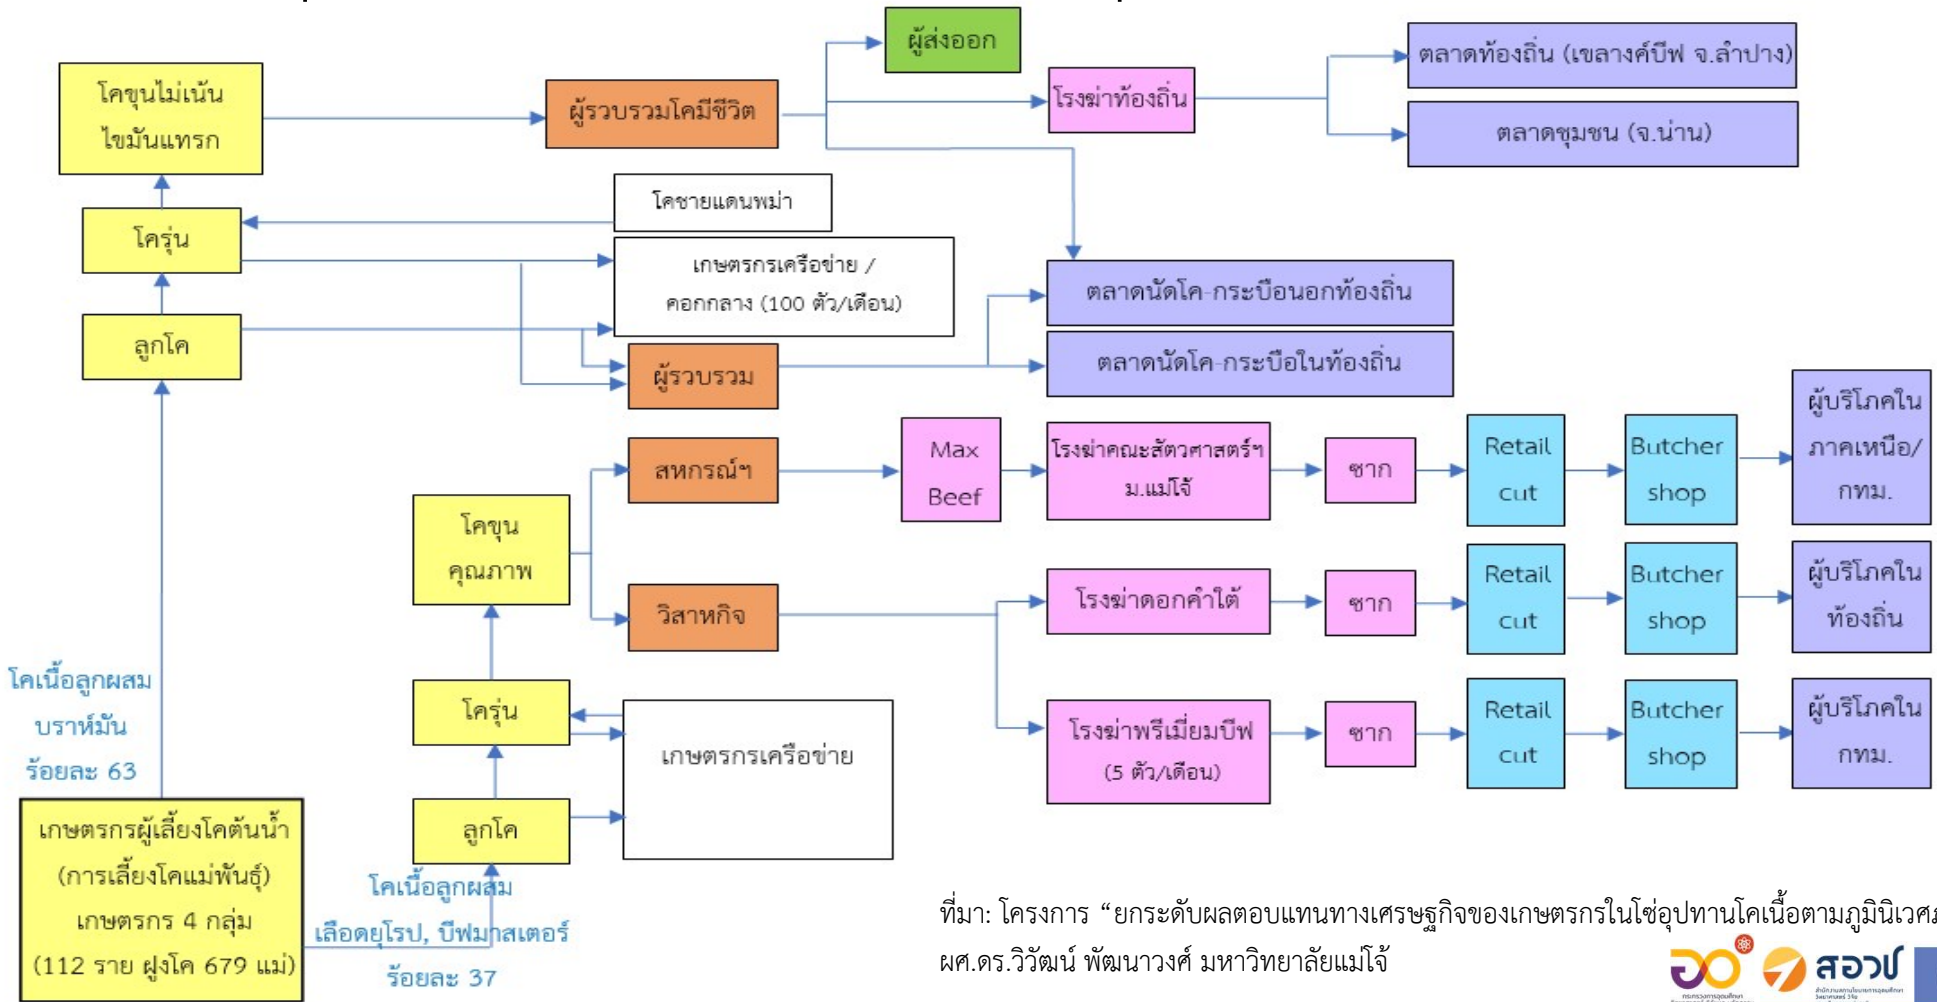 ผู้ส่งออก
โคขุนไม่เน้น
ไขมันแทรก
ผู้รวบรวมโคมีชีวิต
โรงฆ่าท้องถิ่น
ตลาดท้องถิ่น (เขลางค์บีฟ จ.ลำปาง)
ตลาดชุมชน (จ.น่าน)
โคชายแดนพม่า
โครุ่น
เกษตรกรเครือข่าย /
คอกกลาง (100 ตัว/เดือน)
ลูกโค
ผู้รวบรวม
ตลาดนัดโค-กระบือนอกท้องถิ่น
ตลาดนัดโค-กระบือในท้องถิ่น
โคขุน
คุณภาพ
สหกรณ์ฯ
Max
Beef
โรงฆ่าคณะสัตวศาสตร์ฯ
ม.แม่โจ้
ซาก
Retail
cut
Butcher
shop
ผู้บริโภคใน
ภาคเหนือ/
กทม.
วิสาหกิจ
โรงฆ่าดอกคำใต้
ซาก
Retail
cut
Butcher
shop
ผู้บริโภคใน
ท้องถิ่น
โรงฆ่าพรีเมี่ยมบีฟ
(5 ตัว/เดือน)
ซาก
Retail
cut
Butcher
shop
ผู้บริโภคใน
กทม.
โครุ่น
เกษตรกรเครือข่าย
ลูกโค
โคเนื้อลูกผสม
บราห์มัน
ร้อยละ 63
เกษตรกรผู้เลี้ยงโคต้นน้ำ
(การเลี้ยงโคแม่พันธุ์)
เกษตรกร 4 กลุ่ม
(112 ราย ฝูงโค 679 แม่)
โคเนื้อลูกผสม
เลือดยุโรป, บีฟมาสเตอร์
ร้อยละ 37
ที่มา: โครงการ “ยกระดับผลตอบแทนทางเศรษฐกิจของเกษตรกรในโซ่อุปทานโคเนื้อตามภูมินิเวศ
ผศ.ดร.วิวัฒน์ พัฒนาวงศ์ มหาวิทยาลัยแม่โจ้
สอวช